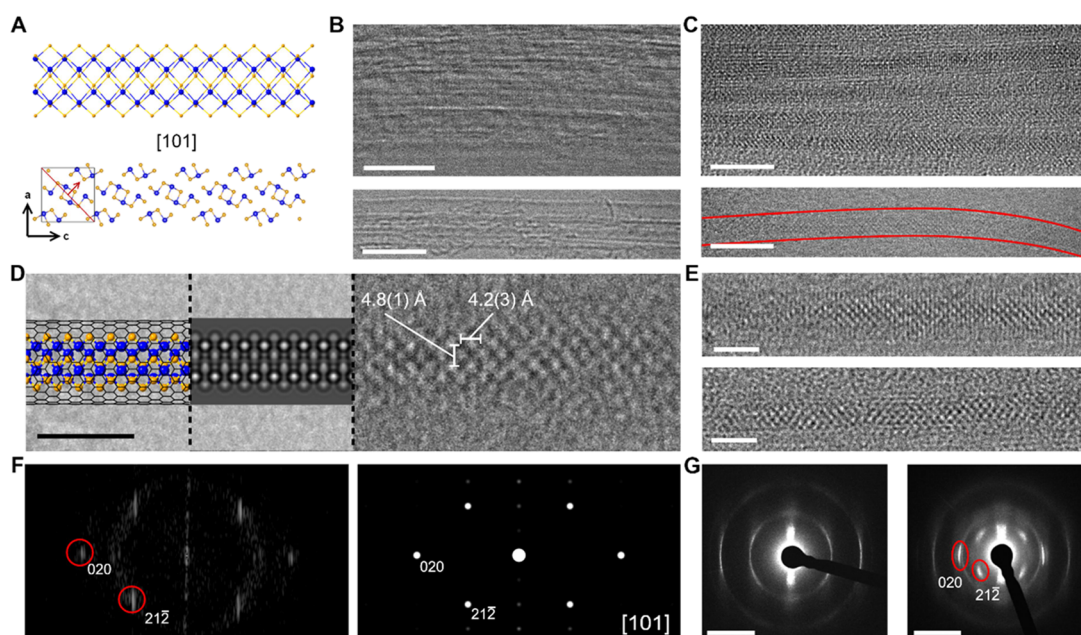 A
B
C
[101]
a
c
D
4.8(1) Å
4.2(3) Å
E
F
020
212̅
020
212̅
[101]
G
020
212̅